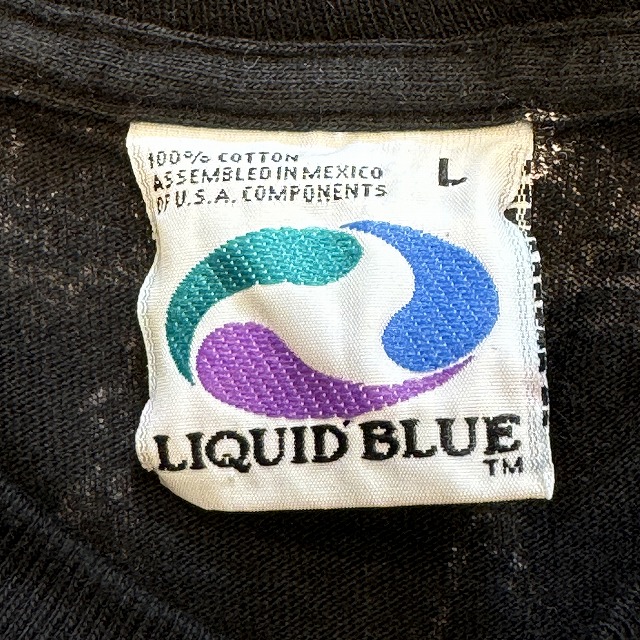 100% COTTON
ASSEMBLED IN MEXICO
OF U.S.A. COMPONENTS
L
LIQUID BLUE
TM